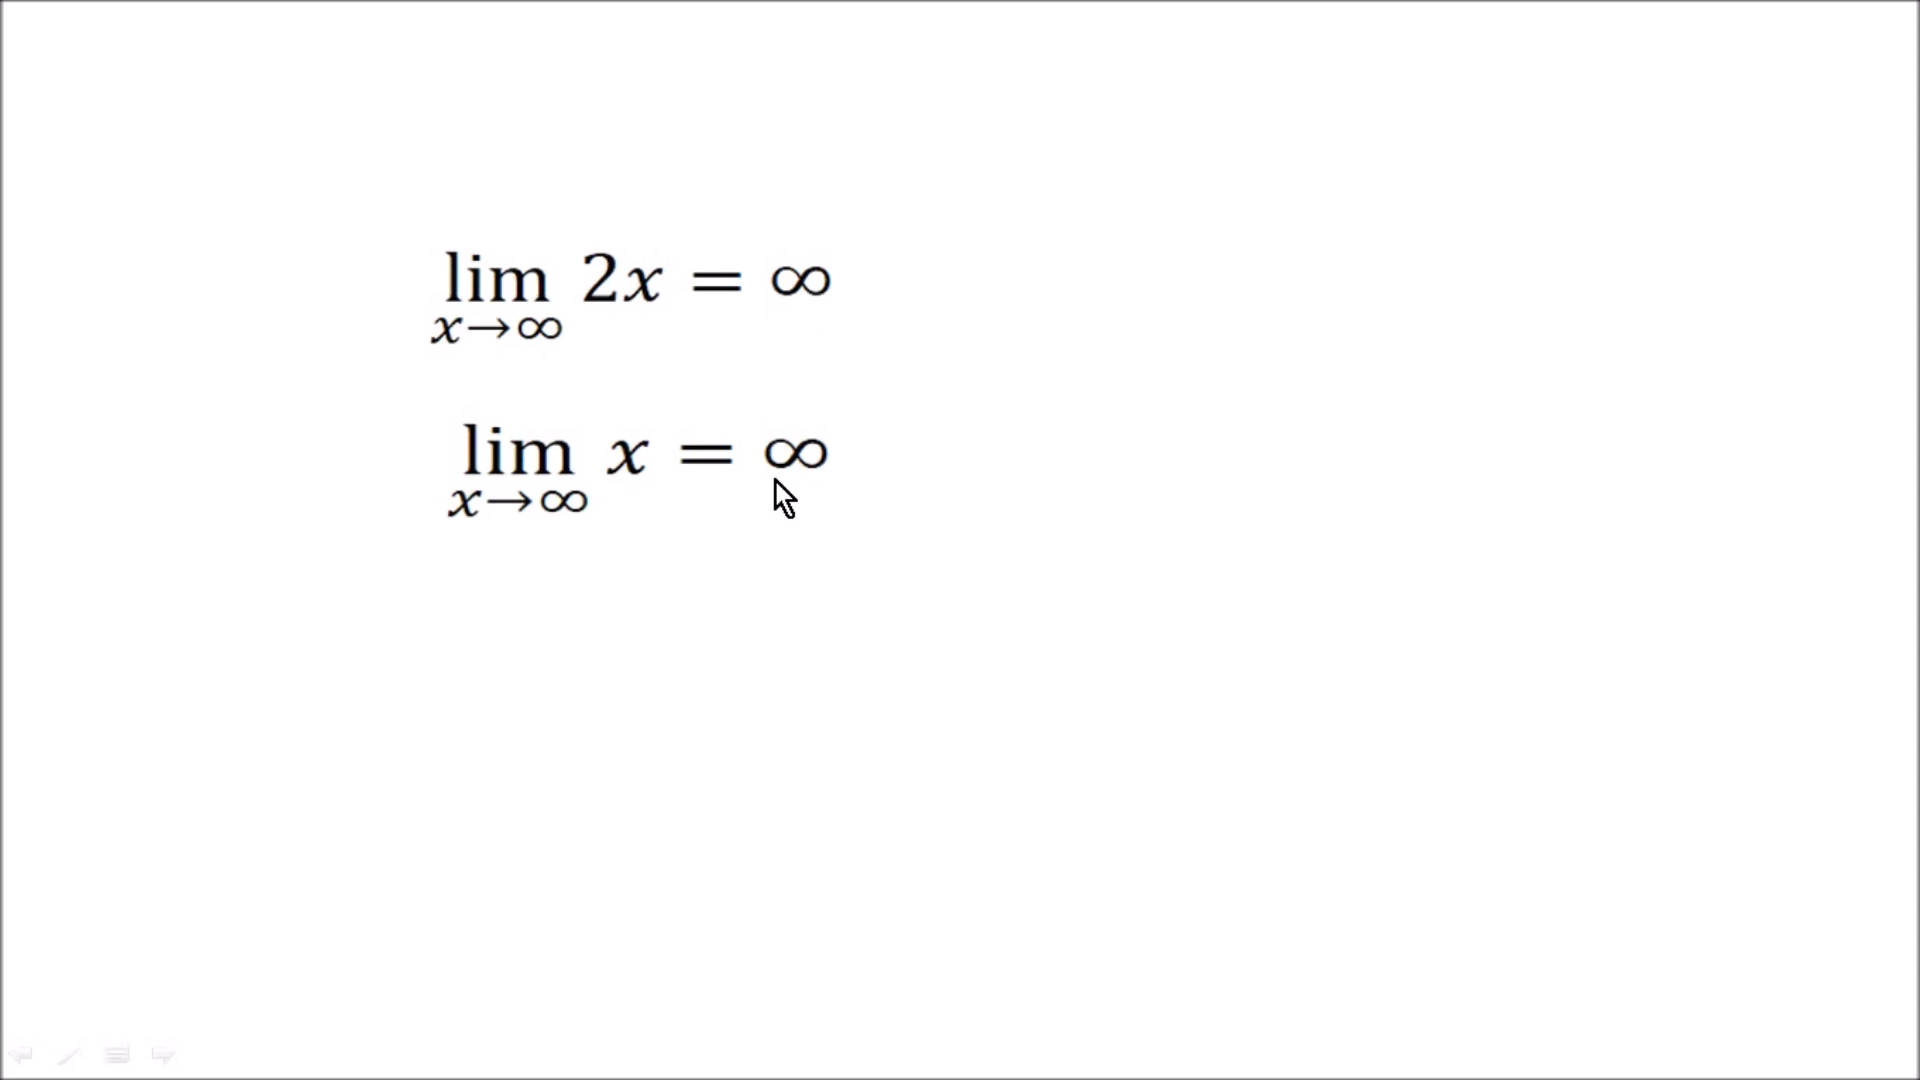 lim 2x = ∞
x→∞
lim x = ∞
x→∞